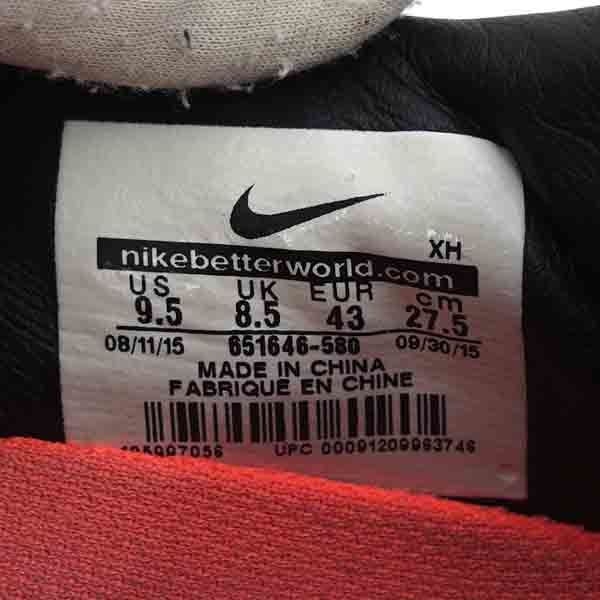 XH
nikebetterworld.com
US UK EUR cm
9.5 8.5 43 27.5
08/11/15 651646-580 09/30/15
MADE IN CHINA
FABRIQUE EN CHINE
UPC 00091209963746